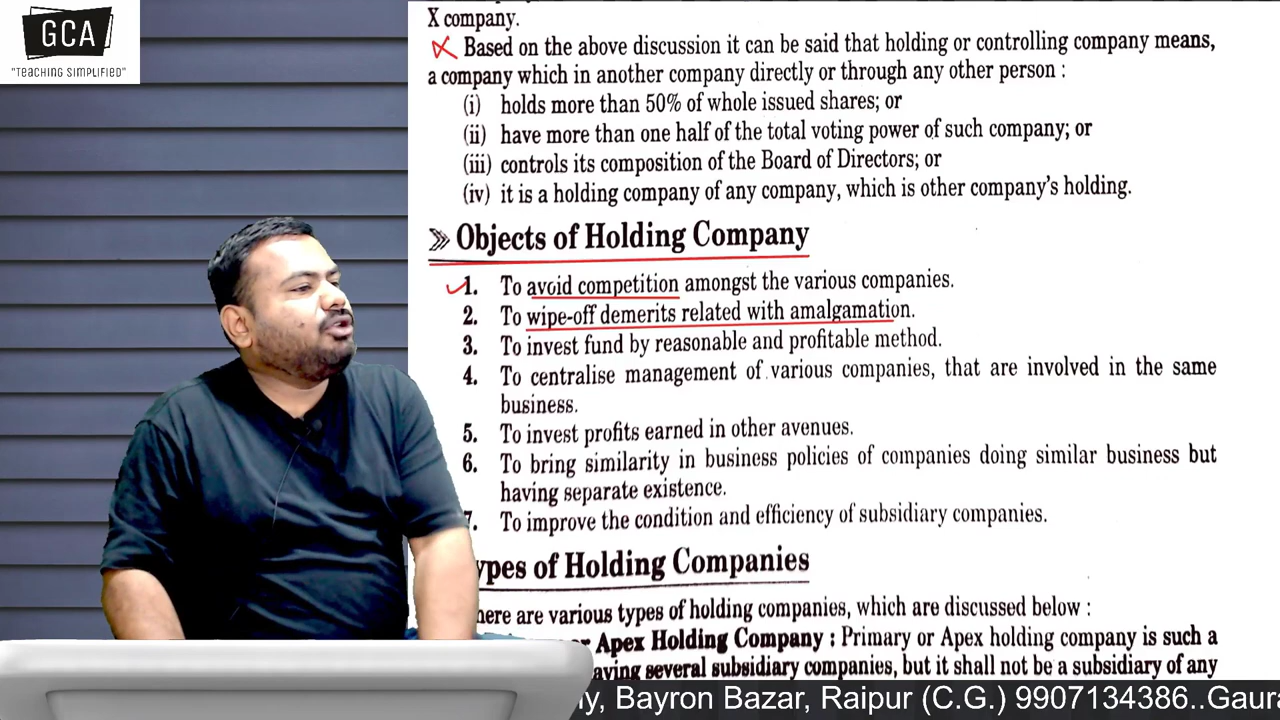 GCA
"TEACHING SIMPLIFIED"
X company.
Based on the above discussion it can be said that holding or controlling company means,
a company which in another company directly or through any other person :
(i) holds more than 50% of whole issued shares; or
(ii) have more than one half of the total voting power of such company; or
(iii) controls its composition of the Board of Directors; or
(iv) it is a holding company of any company, which is other company's holding.
Objects of Holding Company
1. To avoid competition amongst the various companies.
2. To wipe-off demerits related with amalgamation.
3. To invest fund by reasonable and profitable method.
4. To centralise management of various companies, that are involved in the same
business.
5. To invest profits earned in other avenues.
6. To bring similarity in business policies of companies doing similar business but
having separate existence.
7. To improve the condition and efficiency of subsidiary companies.
ypes of Holding Companies
here are various types of holding companies, which are discussed below :
or Apex Holding Company : Primary or Apex holding company is such a
aving several subsidiary companies, but it shall not be a subsidiary of any
y, Bayron Bazar, Raipur (C.G.) 9907134386..Gaur